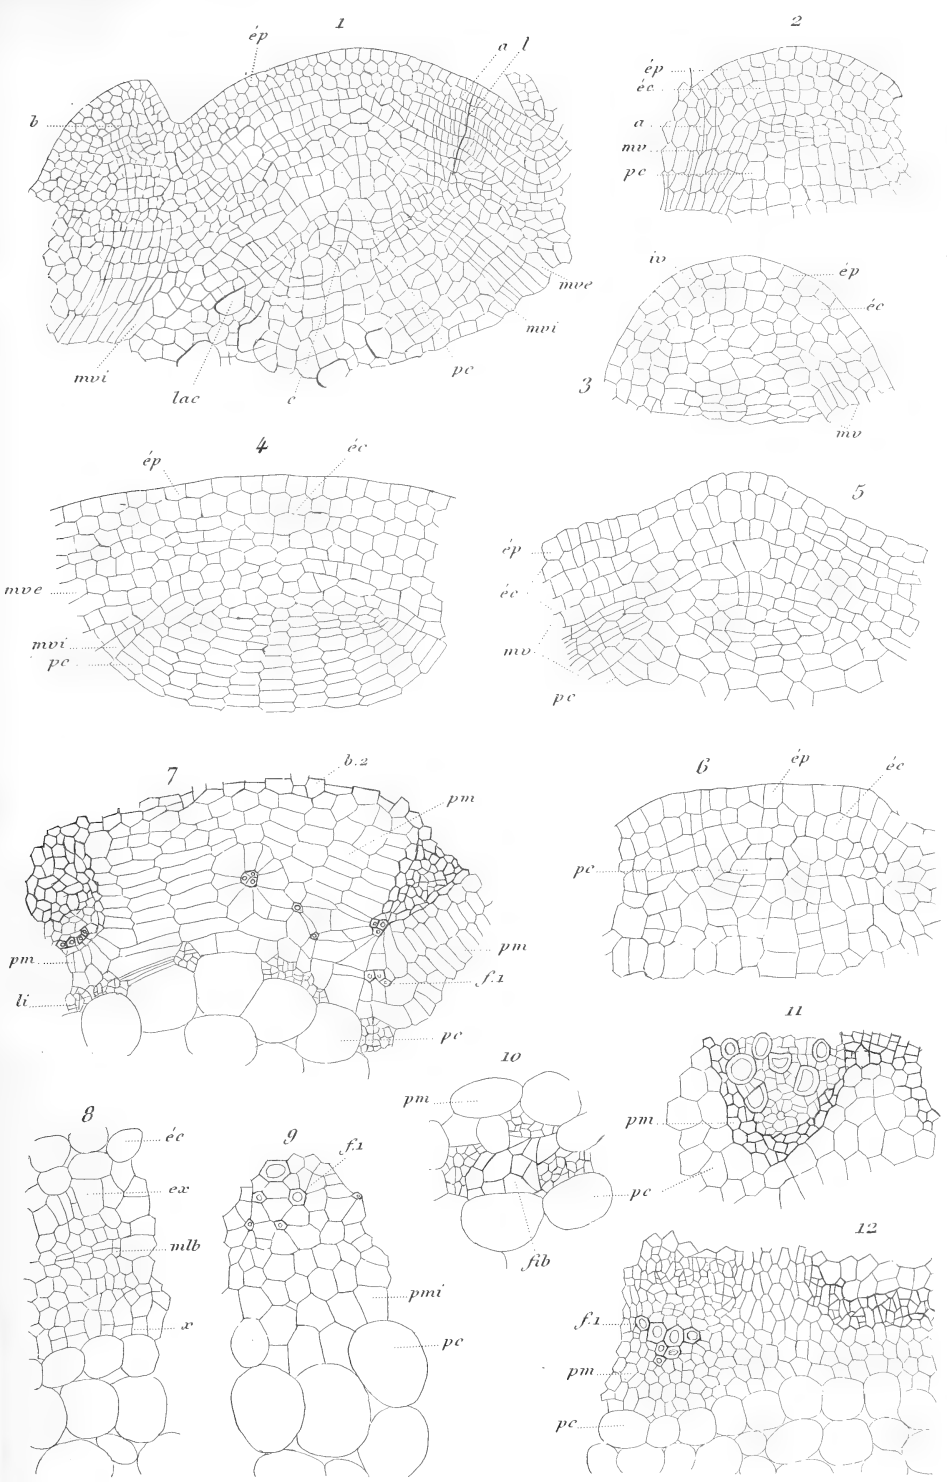 1
ép
a l
b
mve
mvi
mvi
pc
lac
c
2
ép
éc
a
mv
pc
iv
ép
éc
3
mv
4
ép
éc
mve
mvi
pc
5
ép
éc
mv
pc
6
ép
éc
pc
7
b.2
pm
pm
pm
f.1
li
pc
8
éc
ex
mlb
x
9
f.1
pmi
pc
10
pm
pc
fib
11
pm
12
f.1
pm
pc